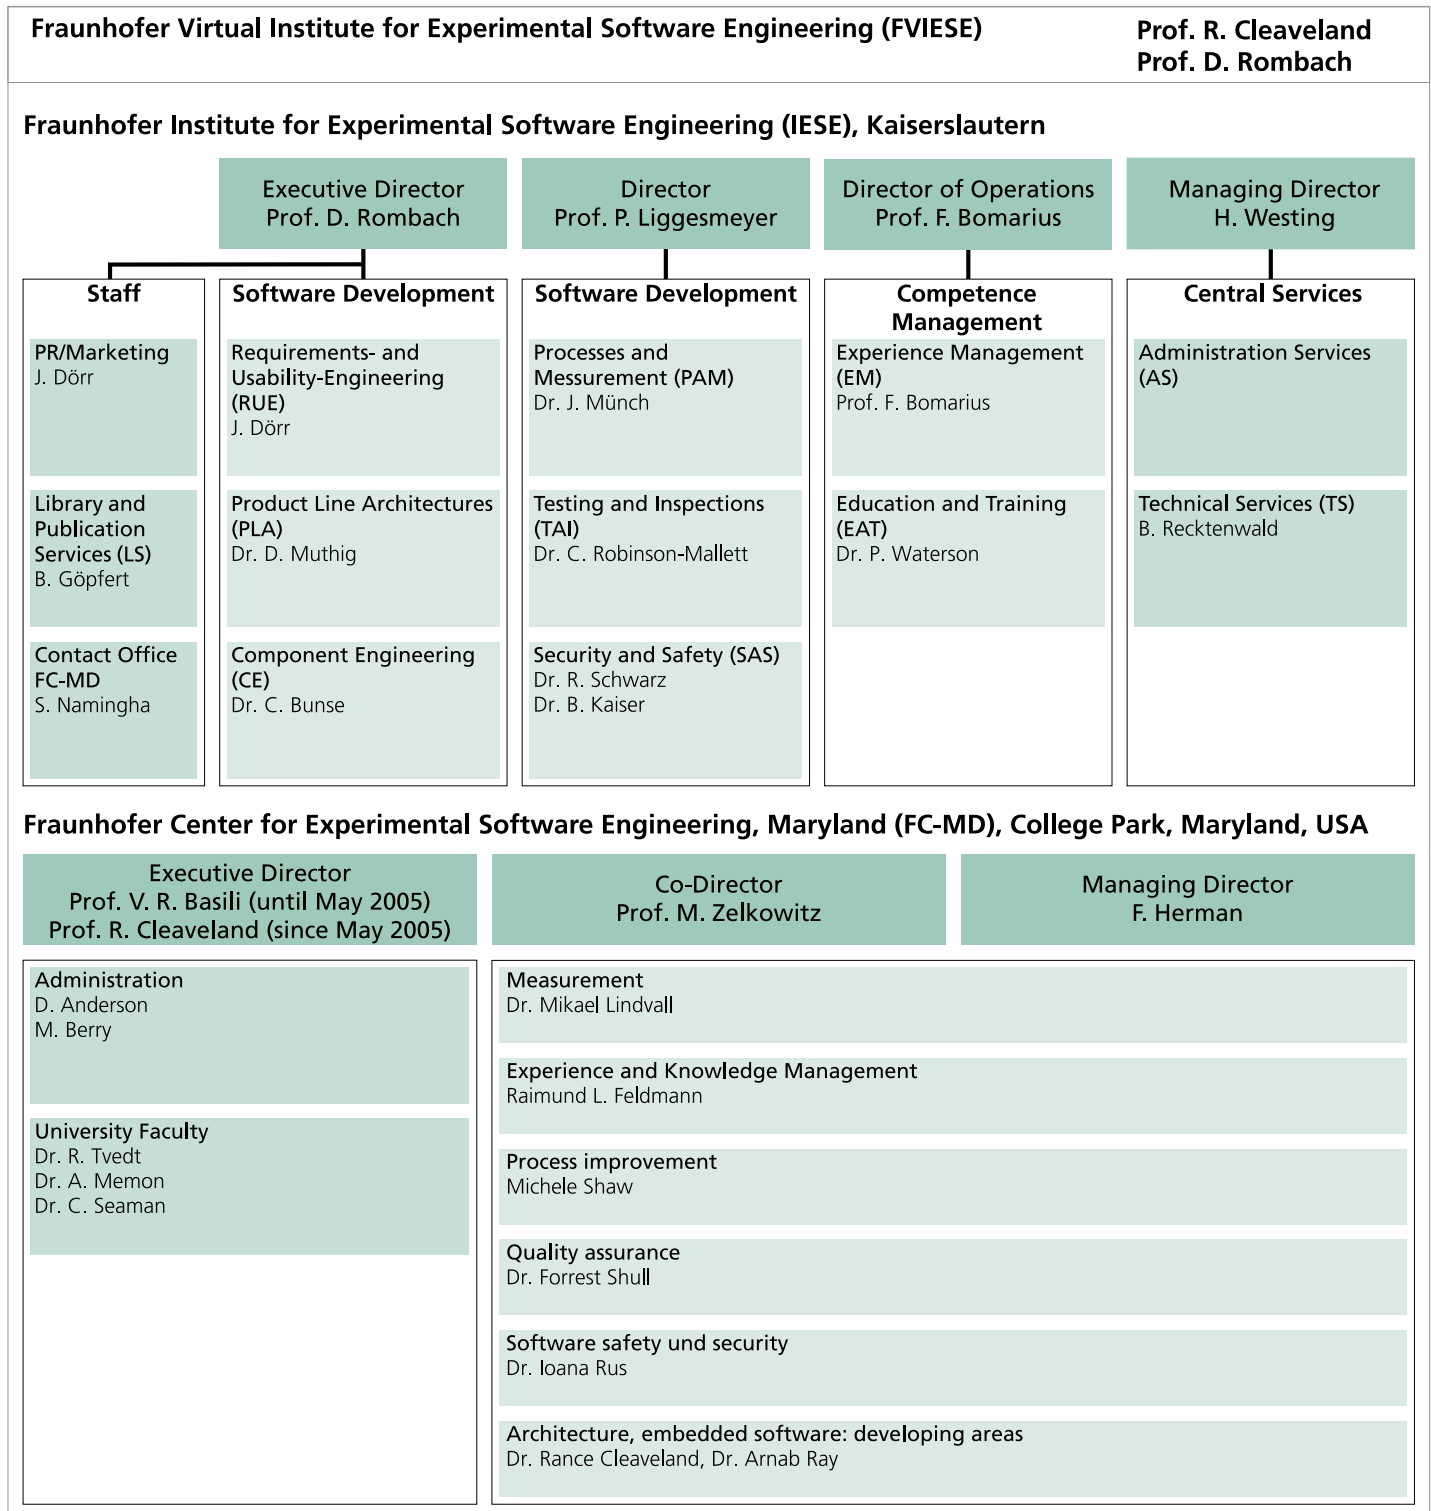 Fraunhofer Virtual Institute for Experimental Software Engineering (FVIESE)
Prof. R. Cleaveland
Prof. D. Rombach
Fraunhofer Institute for Experimental Software Engineering (IESE), Kaiserslautern
Executive Director
Prof. D. Rombach
Director
Prof. P. Liggesmeyer
Director of Operations
Prof. F. Bomarius
Managing Director
H. Westing
Staff
PR/Marketing
J. Dörr
Library and
Publication
Services (LS)
B. Göpfert
Contact Office
FC-MD
S. Namingha
Software Development
Requirements- and
Usability-Engineering
(RUE)
J. Dörr
Product Line Architectures
(PLA)
Dr. D. Muthig
Component Engineering
(CE)
Dr. C. Bunse
Software Development
Processes and
Messurement (PAM)
Dr. J. Münch
Testing and Inspections
(TAI)
Dr. C. Robinson-Mallett
Security and Safety (SAS)
Dr. R. Schwarz
Dr. B. Kaiser
Competence
Management
Experience Management
(EM)
Prof. F. Bomarius
Education and Training
(EAT)
Dr. P. Waterson
Central Services
Administration Services
(AS)
Technical Services (TS)
B. Recktenwald
Fraunhofer Center for Experimental Software Engineering, Maryland (FC-MD), College Park, Maryland, USA
Executive Director
Prof. V. R. Basili (until May 2005)
Prof. R. Cleaveland (since May 2005)
Co-Director
Prof. M. Zelkowitz
Managing Director
F. Herman
Administration
D. Anderson
M. Berry
University Faculty
Dr. R. Tvedt
Dr. A. Memon
Dr. C. Seaman
Measurement
Dr. Mikael Lindvall
Experience and Knowledge Management
Raimund L. Feldmann
Process improvement
Michele Shaw
Quality assurance
Dr. Forrest Shull
Software safety und security
Dr. Ioana Rus
Architecture, embedded software: developing areas
Dr. Rance Cleaveland, Dr. Arnab Ray